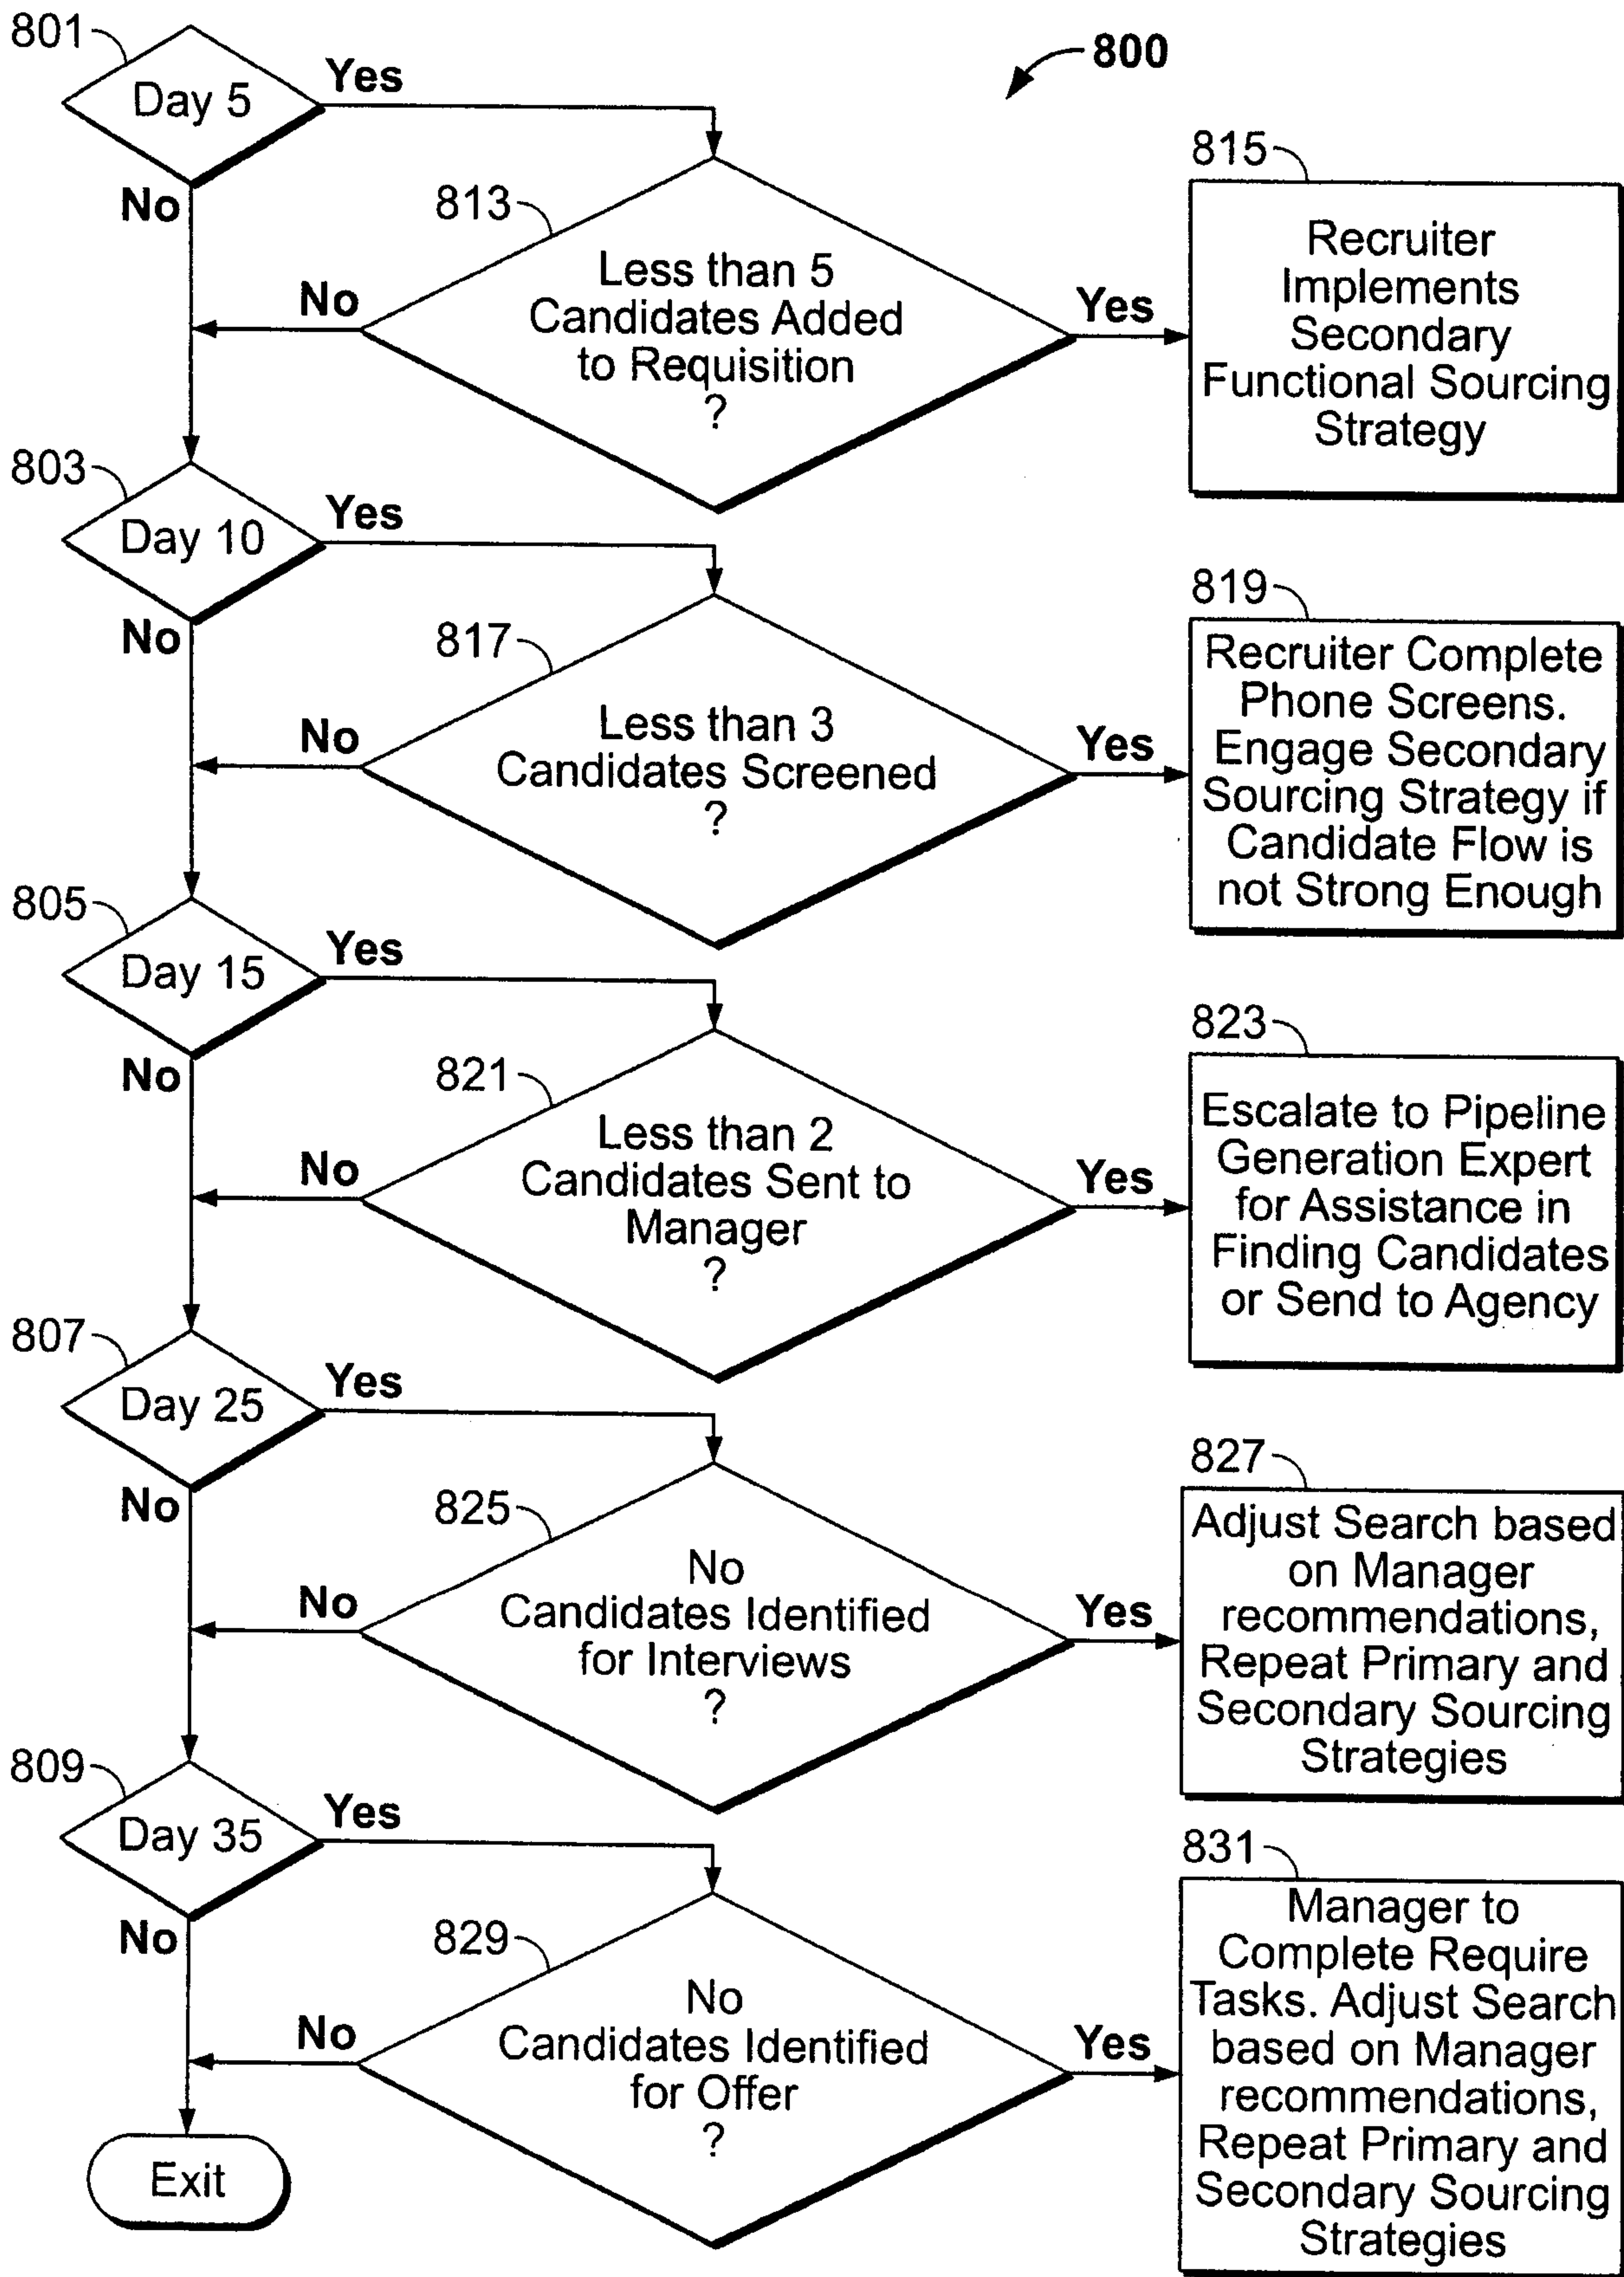 800
801
Day 5
Yes
No
813
Less than 5
Candidates Added
to Requisition
?
No
Yes
815
Recruiter
Implements
Secondary
Functional Sourcing
Strategy
803
Day 10
Yes
No
817
Less than 3
Candidates Screened
?
No
Yes
819
Recruiter Complete
Phone Screens.
Engage Secondary
Sourcing Strategy if
Candidate Flow is
not Strong Enough
805
Day 15
Yes
No
821
Less than 2
Candidates Sent to
Manager
?
No
Yes
823
Escalate to Pipeline
Generation Expert
for Assistance in
Finding Candidates
or Send to Agency
807
Day 25
Yes
No
825
No
Candidates Identified
for Interviews
?
No
Yes
827
Adjust Search based
on Manager
recommendations,
Repeat Primary and
Secondary Sourcing
Strategies
809
Day 35
Yes
No
829
No
Candidates Identified
for Offer
?
No
Yes
831
Manager to
Complete Require
Tasks. Adjust Search
based on Manager
recommendations,
Repeat Primary and
Secondary Sourcing
Strategies
Exit